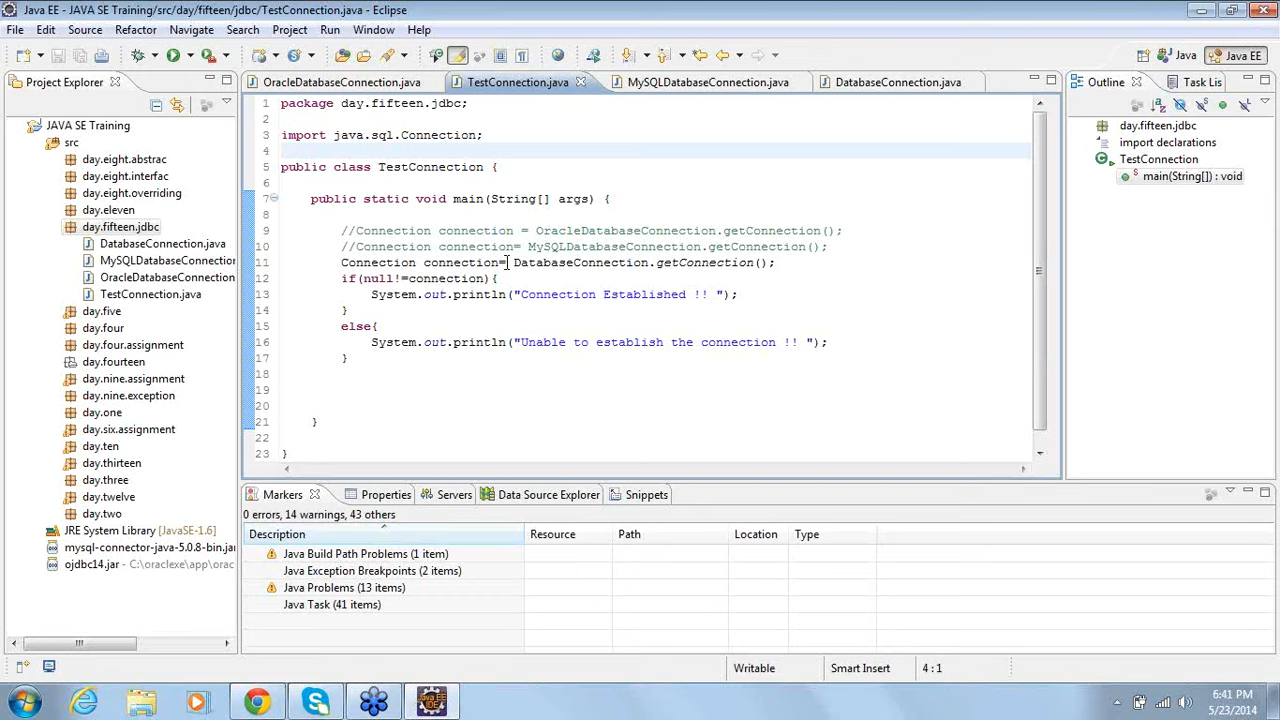 Java EE - JAVA SE Training/src/day/fifteen/jdbc/TestConnection.java - Eclipse
File Edit Source Refactor Navigate Search Project Run Window Help
Java Java EE
Project Explorer
JAVA SE Training
src
day.eight.abstrac
day.eight.interfac
day.eight.overriding
day.eleven
day.fifteen.jdbc
DatabaseConnection.java
MySQLDatabaseConnection
OracleDatabaseConnection
TestConnection.java
day.five
day.four
day.four.assignment
day.fourteen
day.nine.assignment
day.nine.exception
day.one
day.six.assignment
day.ten
day.thirteen
day.three
day.twelve
day.two
JRE System Library [JavaSE-1.6]
mysql-connector-java-5.0.8-bin.jar
ojdbc14.jar - C:\oraclexe\app\orac
OracleDatabaseConnection.java TestConnection.java MySQLDatabaseConnection.java DatabaseConnection.java
1 package day.fifteen.jdbc;
2
3 import java.sql.Connection;
4
5 public class TestConnection {
6
7 public static void main(String[] args) {
8
9 //Connection connection = OracleDatabaseConnection.getConnection();
10 //Connection connection= MySQLDatabaseConnection.getConnection();
11 Connection connection= DatabaseConnection.getConnection();
12 if(null!=connection){
13 System.out.println("Connection Established !! ");
14 }
15 else{
16 System.out.println("Unable to establish the connection !! ");
17 }
18
19
20
21 }
22
23 }
Outline Task Lis
day.fifteen.jdbc
import declarations
TestConnection
main(String[]) : void
Markers Properties Servers Data Source Explorer Snippets
0 errors, 14 warnings, 43 others
Description Resource Path Location Type
Java Build Path Problems (1 item)
Java Exception Breakpoints (2 items)
Java Problems (13 items)
Java Task (41 items)
Writable Smart Insert 4 : 1
6:41 PM
5/23/2014